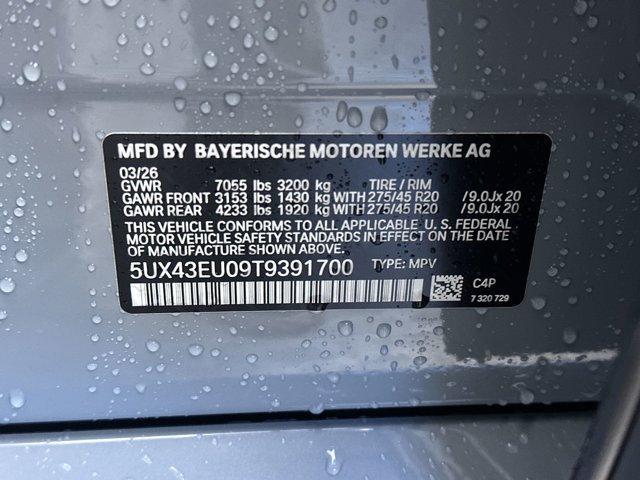 MFD BY BAYERISCHE MOTOREN WERKE AG
03/26
GVWR 7055 lbs 3200 kg TIRE / RIM
GAWR FRONT 3153 lbs 1430 kg WITH 275/45 R20 /9.0Jx 20
GAWR REAR 4233 lbs 1920 kg WITH 275/45 R20 /9.0Jx 20
THIS VEHICLE CONFORMS TO ALL APPLICABLE U. S. FEDERAL
MOTOR VEHICLE SAFETY STANDARDS IN EFFECT ON THE DATE
OF MANUFACTURE SHOWN ABOVE.
5UX43EU09T9391700 TYPE: MPV
C4P
7 320 729